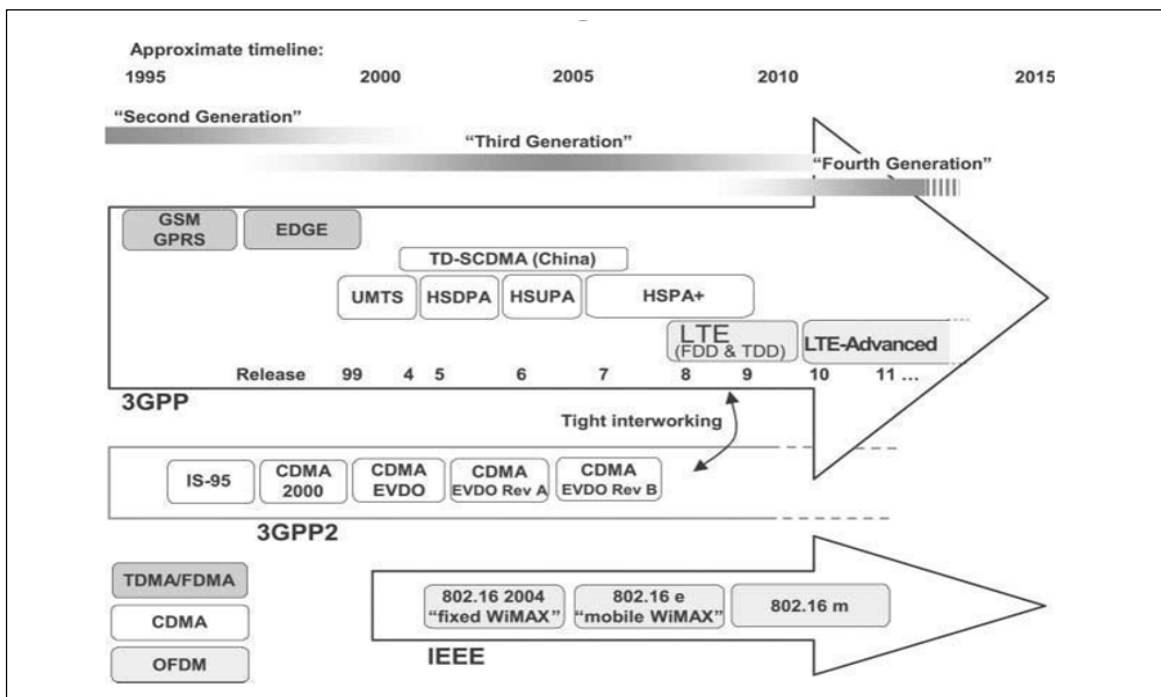 Approximate timeline:
1995 2000 2005 2010 2015
“Second Generation”
“Third Generation”
“Fourth Generation”
GSM
GPRS
EDGE
TD-SCDMA (China)
UMTS HSDPA HSUPA HSPA+
LTE
(FDD & TDD)
LTE-Advanced
Release 99 4 5 6 7 8 9 10 11 ...
3GPP
Tight interworking
IS-95
CDMA
2000
CDMA
EVDO
CDMA
EVDO Rev A
CDMA
EVDO Rev B
3GPP2
TDMA/FDMA
CDMA
OFDM
802.16 2004
“fixed WiMAX”
802.16 e
“mobile WiMAX”
802.16 m
IEEE